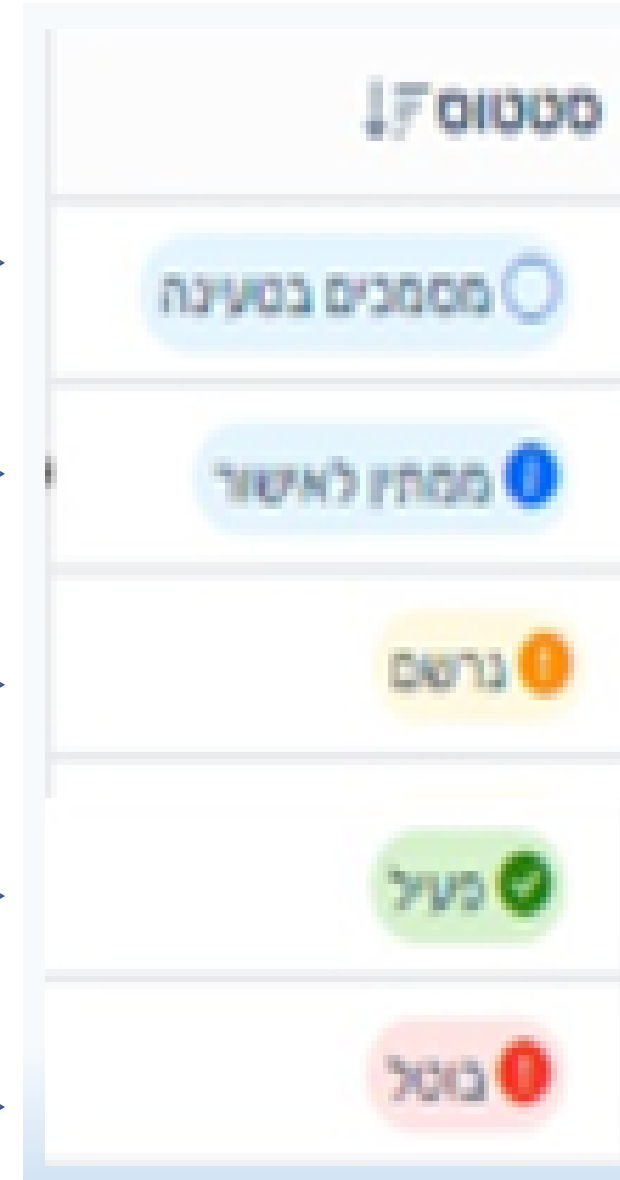 סטטוס
מסמכים בטעינה
ממתין לאישור
נרשם
פעיל
בוטל